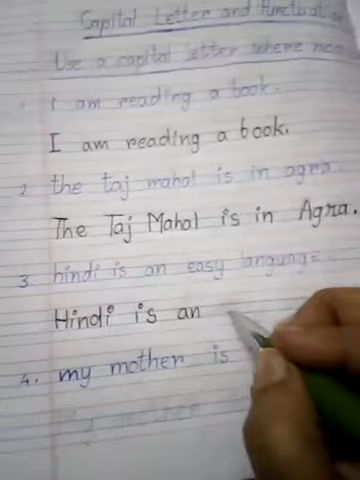 Capital Letter and Punctuati
Use a capital letter where nec
1 i am reading a book.
I am reading a book.
2 the taj mahal is in agra
The Taj Mahal is in Agra.
3 hindi is an easy language
Hindi is an
4. my mother is